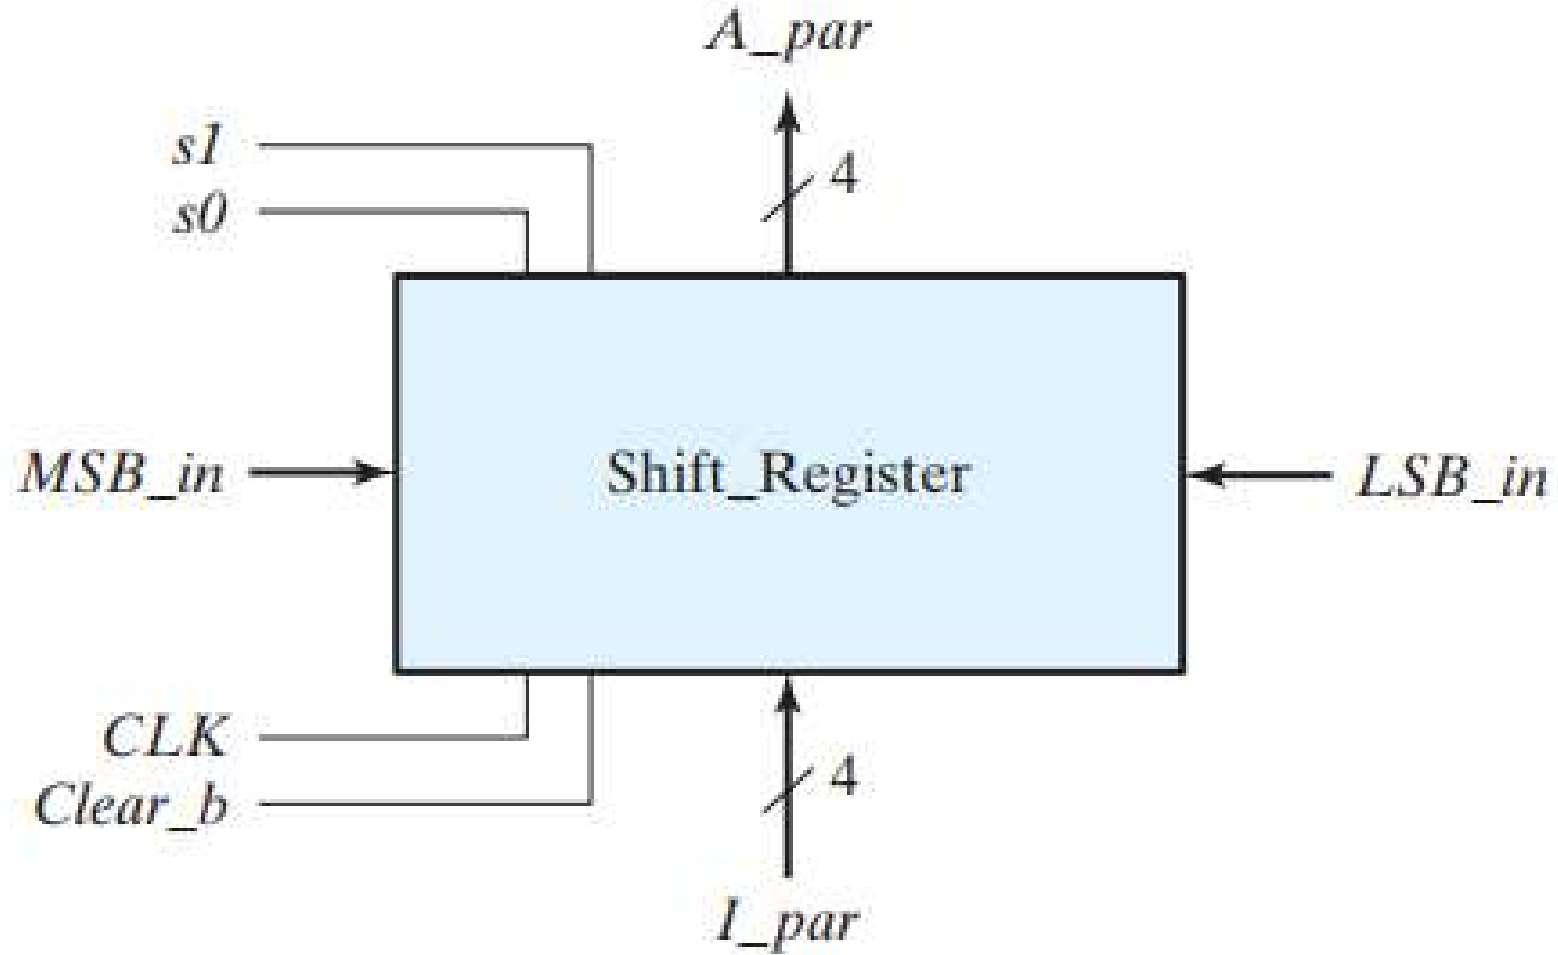 A_par
s1
4
s0
MSB_in
Shift_Register
LSB_in
CLK
4
Clear_b
I_par